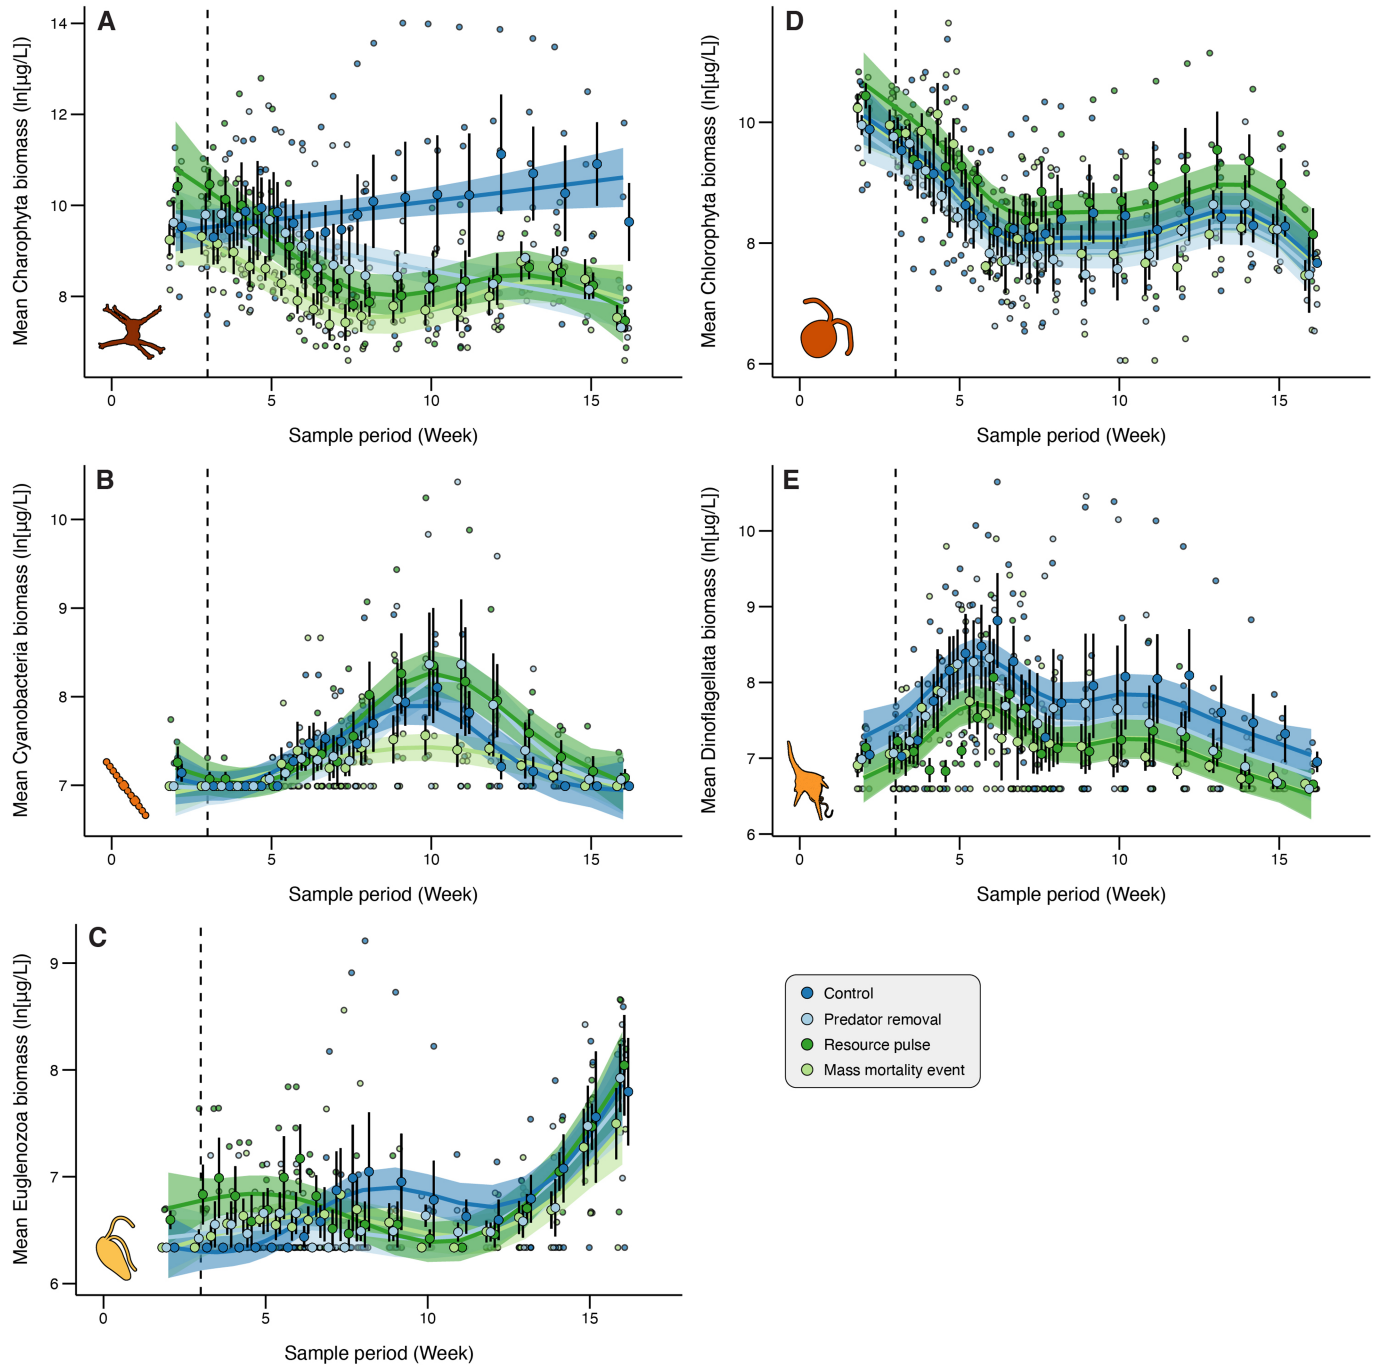 A
Mean Charophyta biomass (ln[µg/L])
14
12
10
8
0
5
10
15
Sample period (Week)
D
Mean Chlorophyta biomass (ln[µg/L])
10
8
6
0
5
10
15
Sample period (Week)
B
Mean Cyanobacteria biomass (ln[µg/L])
10
9
8
7
0
5
10
15
Sample period (Week)
E
Mean Dinoflagellata biomass (ln[µg/L])
10
9
8
7
6
0
5
10
15
Sample period (Week)
C
Mean Euglenozoa biomass (ln[µg/L])
9
8
7
6
0
5
10
15
Sample period (Week)
Control
Predator removal
Resource pulse
Mass mortality event